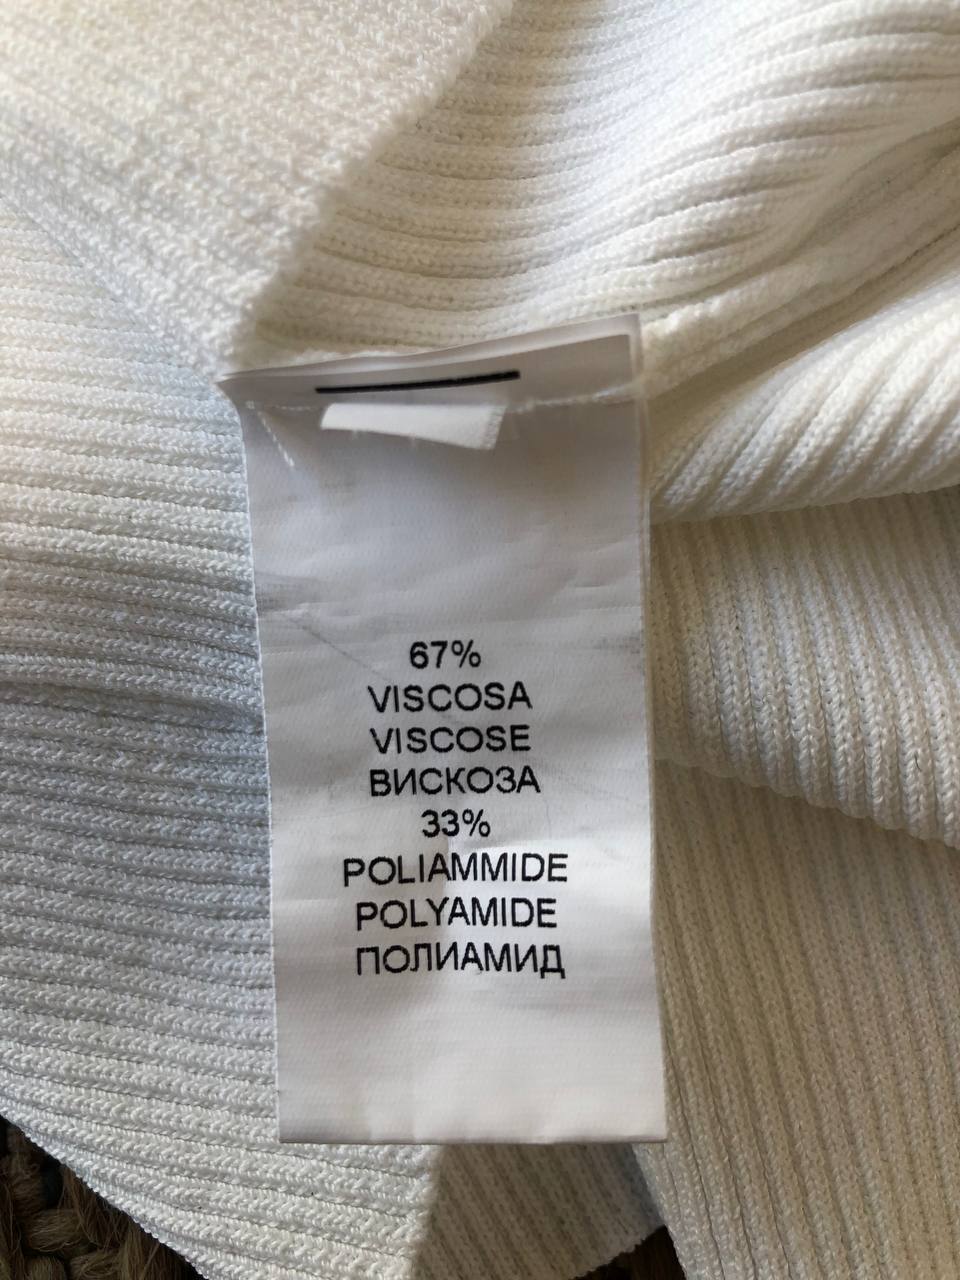 67%
VISCOSA
VISCOSE
ВИСКОЗА
33%
POLIAMMIDE
POLYAMIDE
ПОЛИАМИД